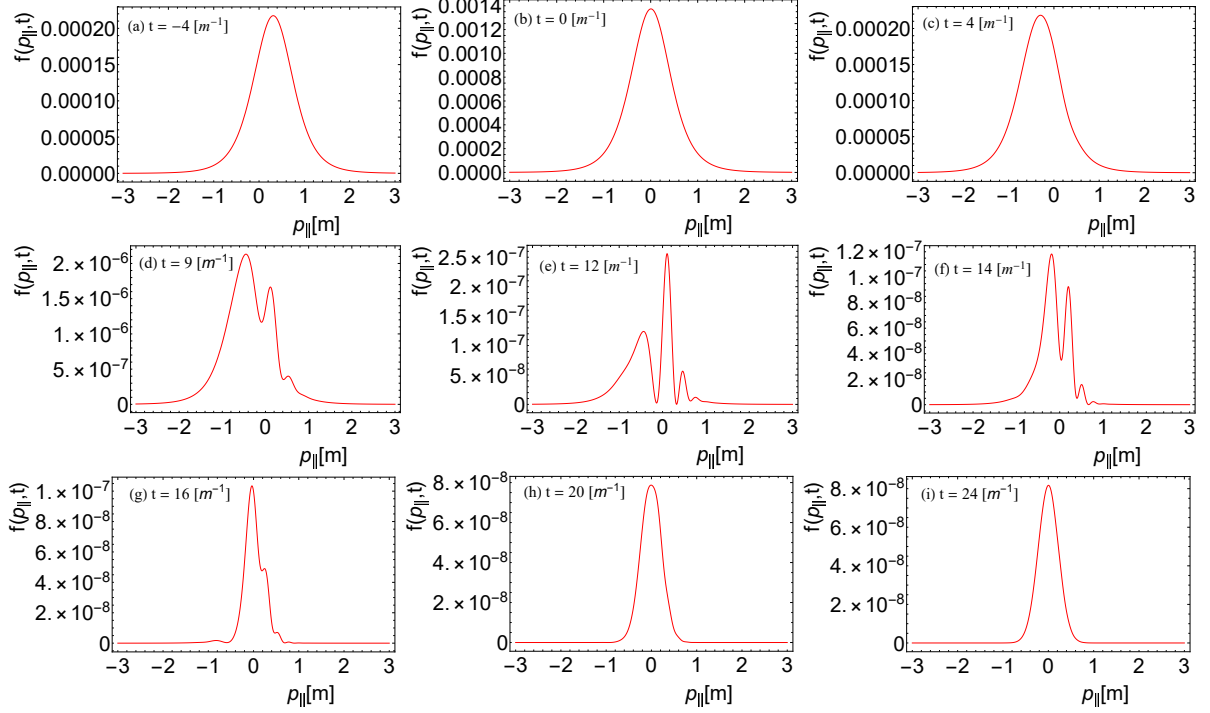 (a) t = −4 [m⁻¹]
f(p∥,t)
0.00020
0.00015
0.00010
0.00005
0.00000
−3 −2 −1 0 1 2 3
p∥[m]
(b) t = 0 [m⁻¹]
f(p∥,t)
0.0014
0.0012
0.0010
0.0008
0.0006
0.0004
0.0002
0.0000
−3 −2 −1 0 1 2 3
p∥[m]
(c) t = 4 [m⁻¹]
f(p∥,t)
0.00020
0.00015
0.00010
0.00005
0.00000
−3 −2 −1 0 1 2 3
p∥[m]
(d) t = 9 [m⁻¹]
f(p∥,t)
2.×10⁻⁶
1.5×10⁻⁶
1.×10⁻⁶
5.×10⁻⁷
0
−3 −2 −1 0 1 2 3
p∥[m]
(e) t = 12 [m⁻¹]
f(p∥,t)
2.5×10⁻⁷
2.×10⁻⁷
1.5×10⁻⁷
1.×10⁻⁷
5.×10⁻⁸
0
−3 −2 −1 0 1 2 3
p∥[m]
(f) t = 14 [m⁻¹]
f(p∥,t)
1.2×10⁻⁷
1.×10⁻⁷
8.×10⁻⁸
6.×10⁻⁸
4.×10⁻⁸
2.×10⁻⁸
0
−3 −2 −1 0 1 2 3
p∥[m]
(g) t = 16 [m⁻¹]
f(p∥,t)
1.×10⁻⁷
8.×10⁻⁸
6.×10⁻⁸
4.×10⁻⁸
2.×10⁻⁸
0
−3 −2 −1 0 1 2 3
p∥[m]
(h) t = 20 [m⁻¹]
f(p∥,t)
8.×10⁻⁸
6.×10⁻⁸
4.×10⁻⁸
2.×10⁻⁸
0
−3 −2 −1 0 1 2 3
p∥[m]
(i) t = 24 [m⁻¹]
f(p∥,t)
8.×10⁻⁸
6.×10⁻⁸
4.×10⁻⁸
2.×10⁻⁸
0
−3 −2 −1 0 1 2 3
p∥[m]